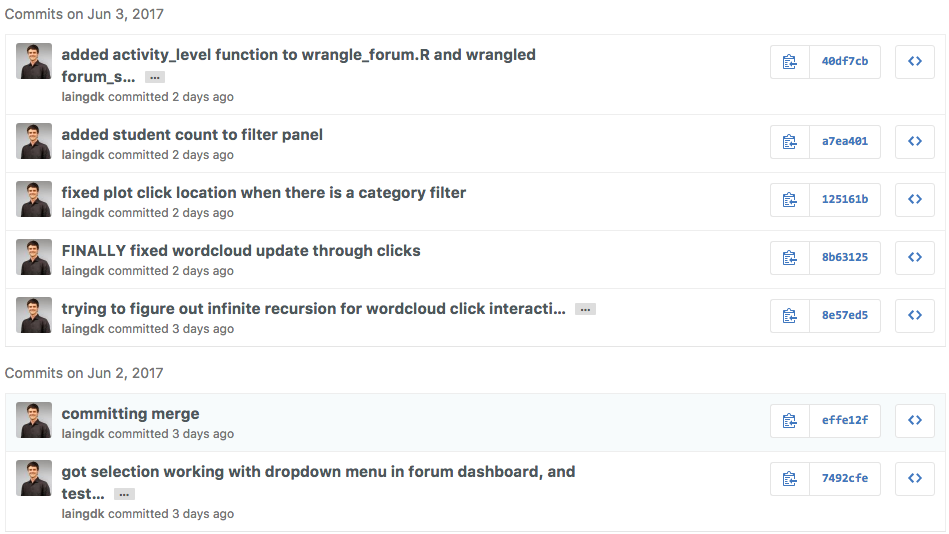 Commits on Jun 3, 2017
added activity_level function to wrangle_forum.R and wrangled
forum_s... ...
laingdk committed 2 days ago
40df7cb
added student count to filter panel
laingdk committed 2 days ago
a7ea401
fixed plot click location when there is a category filter
laingdk committed 2 days ago
125161b
FINALLY fixed wordcloud update through clicks
laingdk committed 2 days ago
8b63125
trying to figure out infinite recursion for wordcloud click interacti... ...
laingdk committed 3 days ago
8e57ed5
Commits on Jun 2, 2017
committing merge
laingdk committed 3 days ago
effe12f
got selection working with dropdown menu in forum dashboard, and
test... ...
laingdk committed 3 days ago
7492cfe